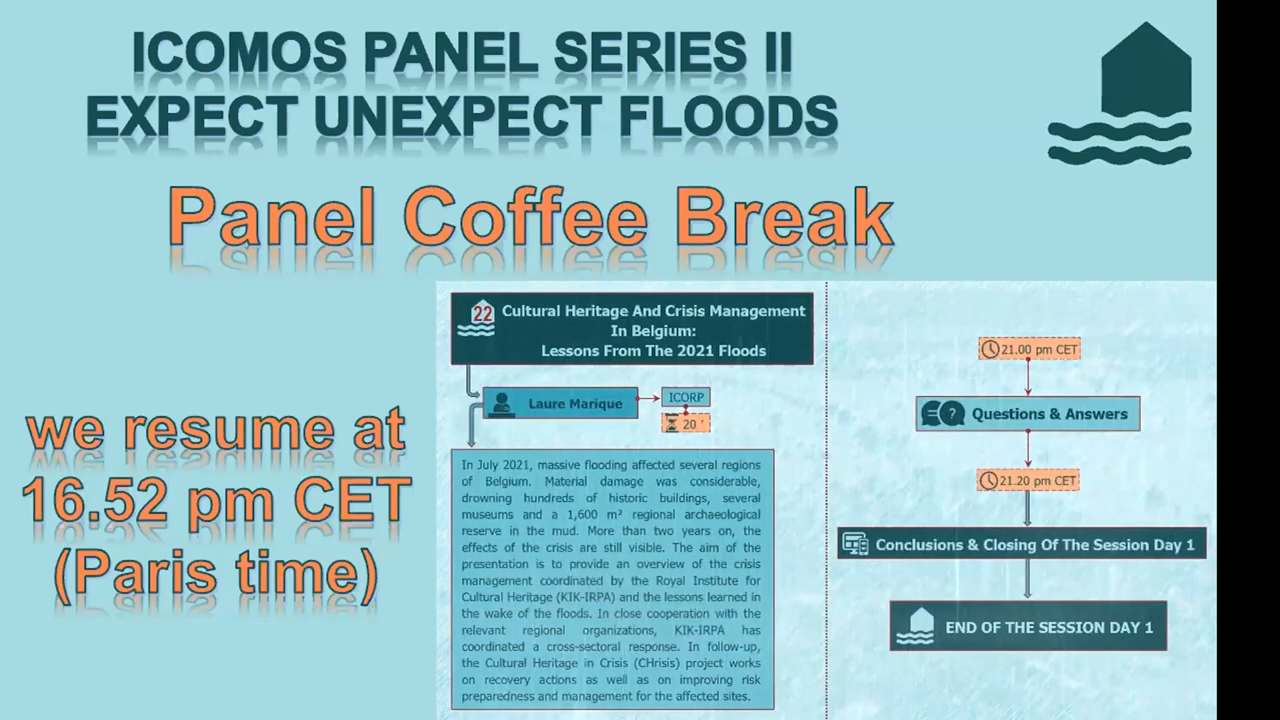 ICOMOS PANEL SERIES II
EXPECT UNEXPECT FLOODS
Panel Coffee Break
we resume at
16.52 pm CET
(Paris time)
22
Cultural Heritage And Crisis Management
In Belgium:
Lessons From The 2021 Floods
Laure Marique
ICORP
20 '
In July 2021, massive flooding affected several regions
of Belgium. Material damage was considerable,
drowning hundreds of historic buildings, several
museums and a 1,600 m² regional archaeological
reserve in the mud. More than two years on, the
effects of the crisis are still visible. The aim of the
presentation is to provide an overview of the crisis
management coordinated by the Royal Institute for
Cultural Heritage (KIK-IRPA) and the lessons learned in
the wake of the floods. In close cooperation with the
relevant regional organizations, KIK-IRPA has
coordinated a cross-sectoral response. In follow-up,
the Cultural Heritage in Crisis (CHrisis) project works
on recovery actions as well as on improving risk
preparedness and management for the affected sites.
21.00 pm CET
?
Questions & Answers
21.20 pm CET
Conclusions & Closing Of The Session Day 1
END OF THE SESSION DAY 1